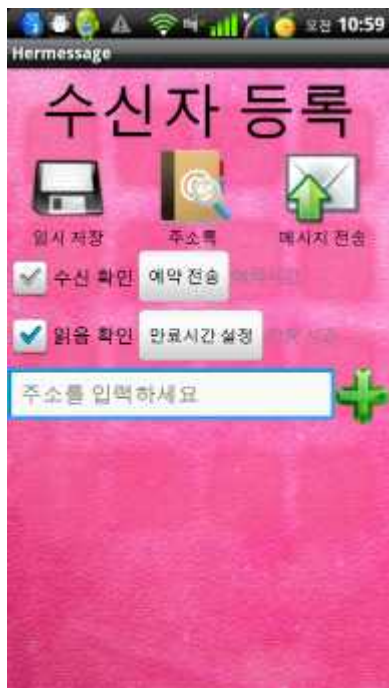 오전 10:59
Hermessage
수신자 등록
임시 저장 주소록 메시지 전송
수신 확인 예약 전송
읽음 확인 만료시간 설정
주소를 입력하세요